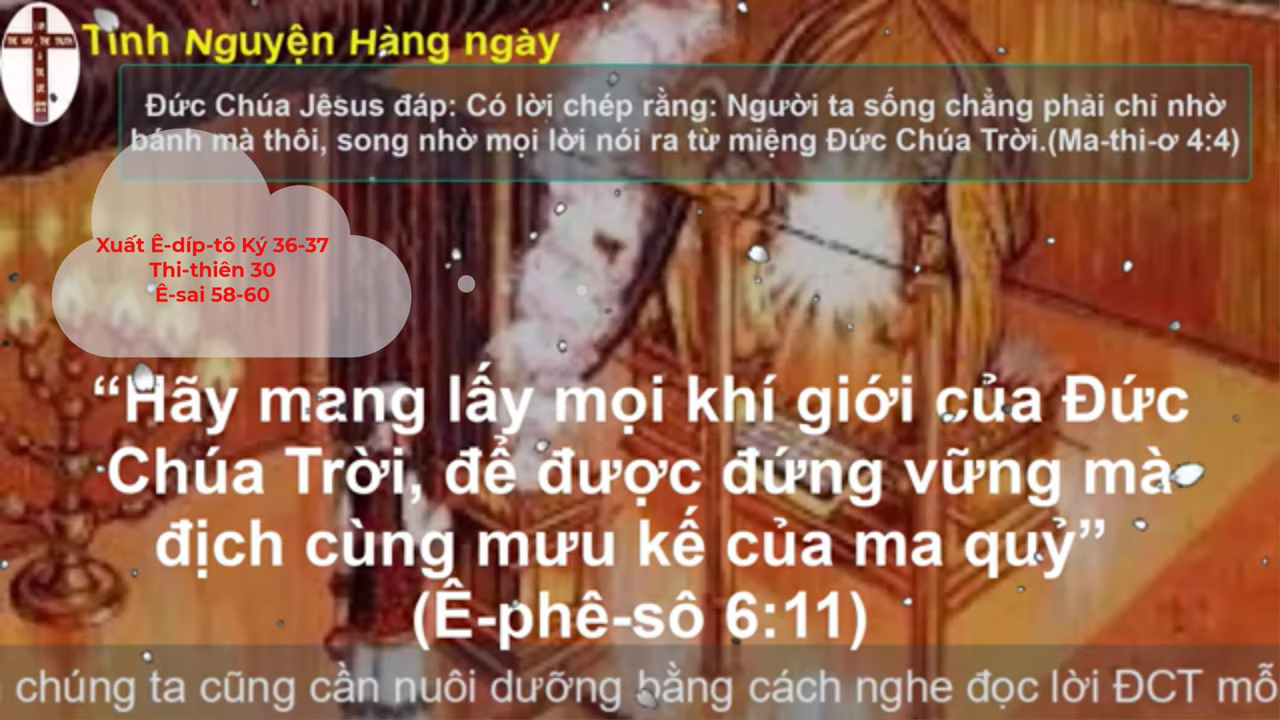 Tinh Nguyện Hàng ngày
Đức Chúa Jêsus đáp: Có lời chép rằng: Người ta sống chẳng phải chỉ nhờ
bánh mà thôi, song nhờ mọi lời nói ra từ miệng Đức Chúa Trời.(Ma-thi-ơ 4:4)
Xuất Ê-díp-tô Ký 36-37
Thi-thiên 30
Ê-sai 58-60
“Hãy mang lấy mọi khí giới của Đức
Chúa Trời, để được đứng vững mà
địch cùng mưu kế của ma quỷ”
(Ê-phê-sô 6:11)
chúng ta cũng cần nuôi dưỡng bằng cách nghe đọc lời ĐCT mỗ